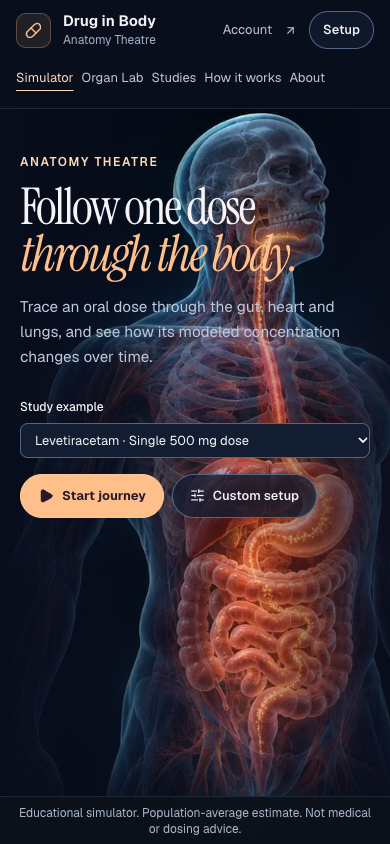 Drug in Body
Anatomy Theatre
Account
Setup
Simulator Organ Lab Studies How it works About
ANATOMY THEATRE
Follow one dose
through the body.
Trace an oral dose through the gut, heart and
lungs, and see how its modeled concentration
changes over time.
Study example
Levetiracetam · Single 500 mg dose
Start journey
Custom setup
Educational simulator. Population-average estimate. Not medical
or dosing advice.